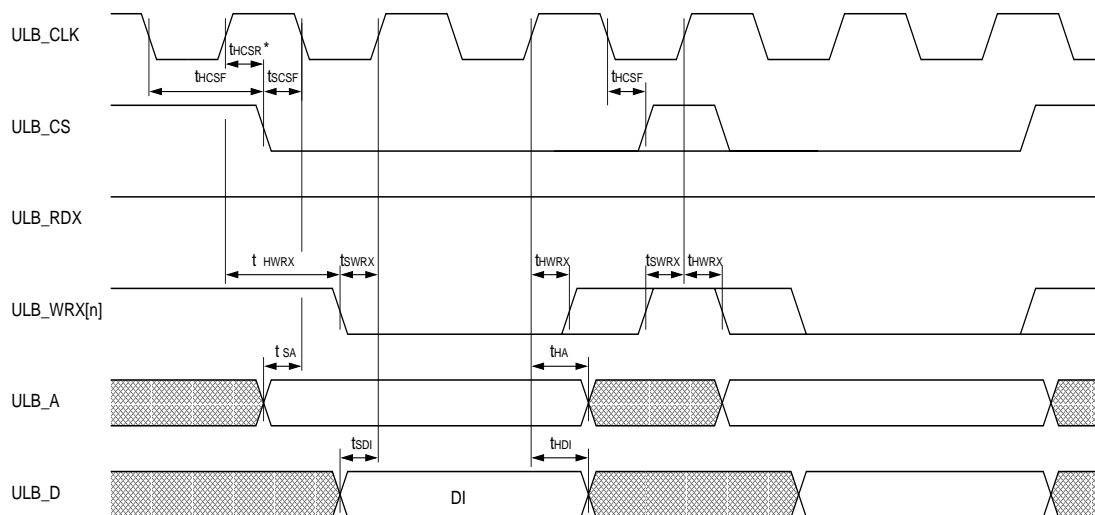 ULB_CLK
tHCSR*
tHCSF tSCSF
tHCSF
ULB_CS
ULB_RDX
t HWRX tSWRX tHWRX tSWRX tHWRX
ULB_WRX[n]
t SA tHA
ULB_A
tSDI tHDI
ULB_D DI